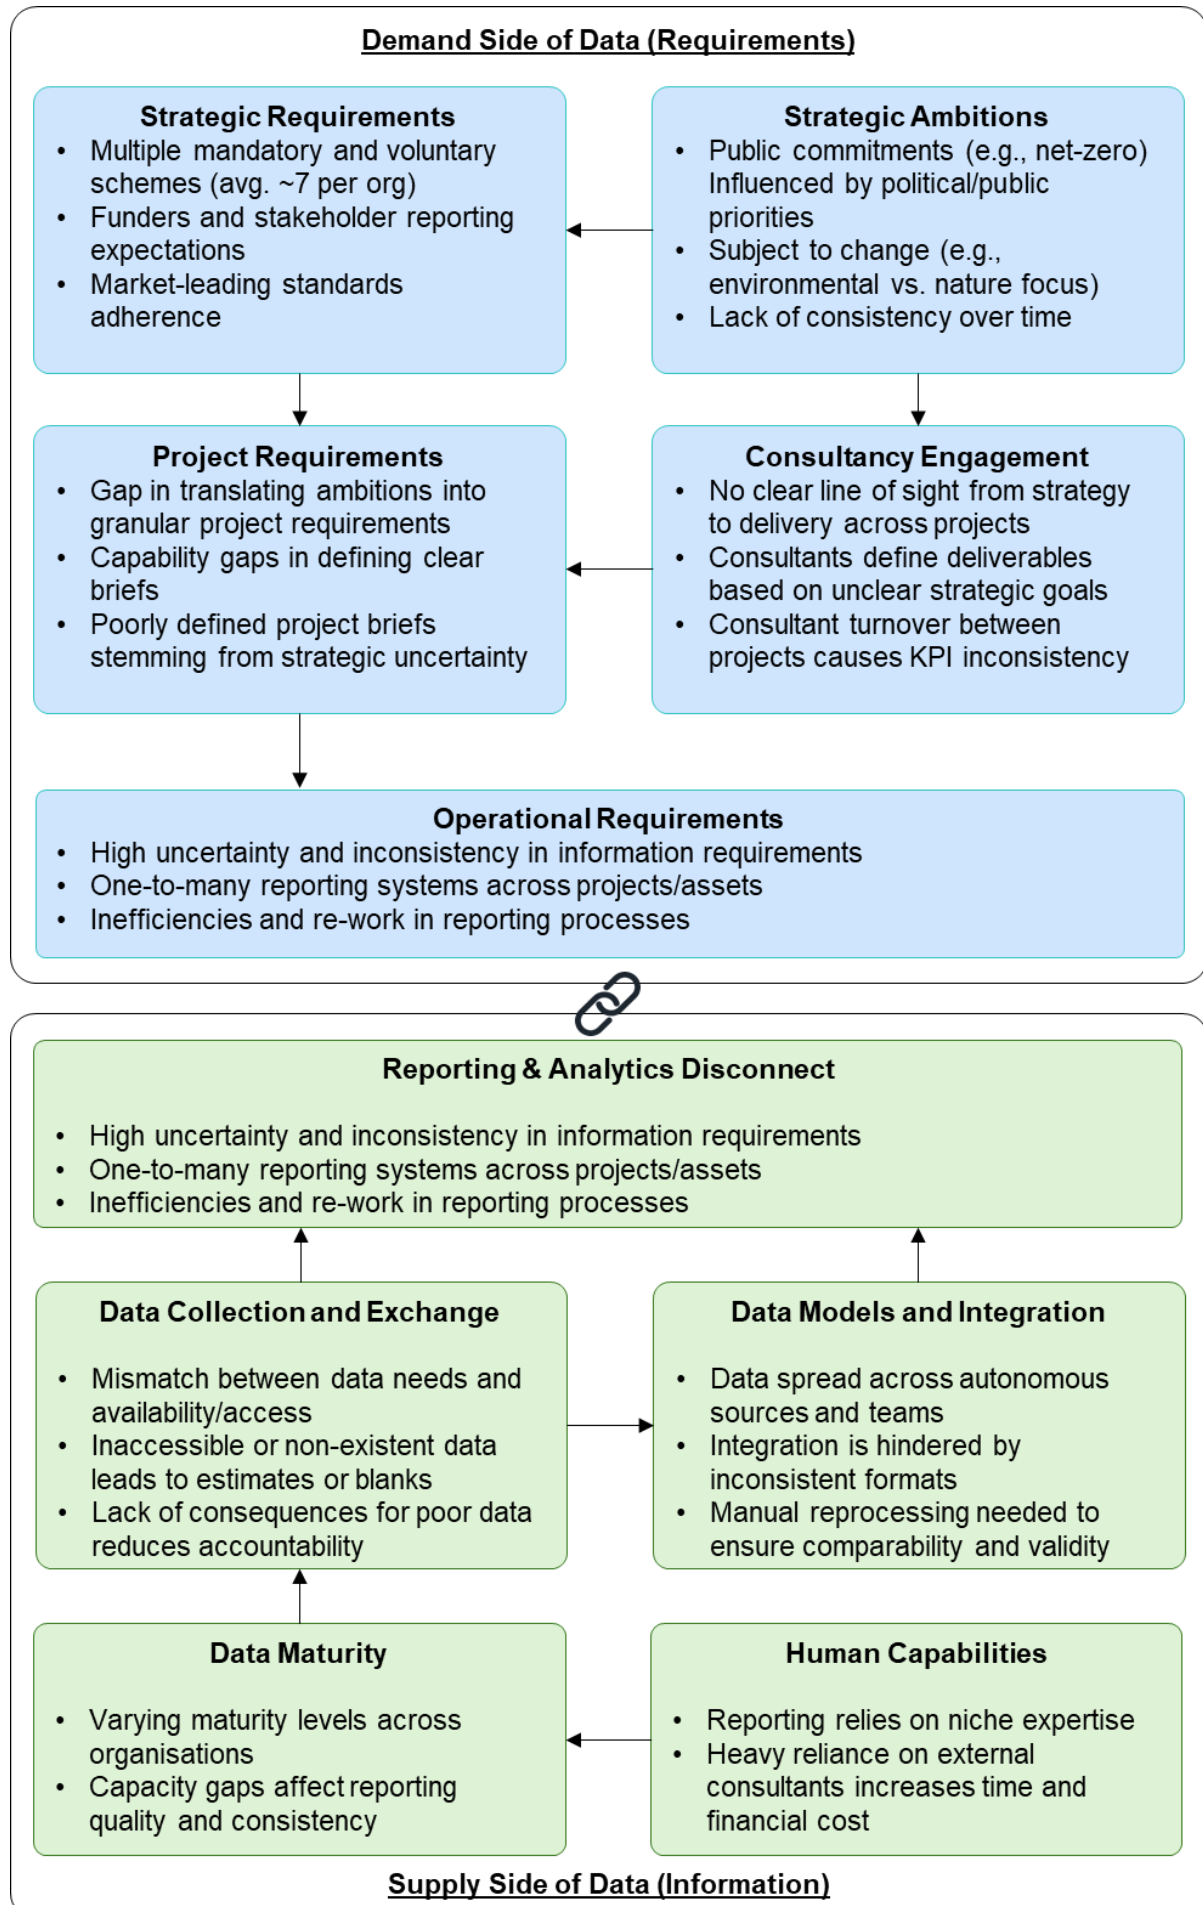 Demand Side of Data (Requirements)
Strategic Requirements
• Multiple mandatory and voluntary
schemes (avg. ~7 per org)
• Funders and stakeholder reporting
expectations
• Market-leading standards
adherence
Strategic Ambitions
• Public commitments (e.g., net-zero)
Influenced by political/public
priorities
• Subject to change (e.g.,
environmental vs. nature focus)
• Lack of consistency over time
Project Requirements
• Gap in translating ambitions into
granular project requirements
• Capability gaps in defining clear
briefs
• Poorly defined project briefs
stemming from strategic uncertainty
Consultancy Engagement
• No clear line of sight from strategy
to delivery across projects
• Consultants define deliverables
based on unclear strategic goals
• Consultant turnover between
projects causes KPI inconsistency
Operational Requirements
• High uncertainty and inconsistency in information requirements
• One-to-many reporting systems across projects/assets
• Inefficiencies and re-work in reporting processes
Reporting & Analytics Disconnect
• High uncertainty and inconsistency in information requirements
• One-to-many reporting systems across projects/assets
• Inefficiencies and re-work in reporting processes
Data Collection and Exchange
• Mismatch between data needs and
availability/access
• Inaccessible or non-existent data
leads to estimates or blanks
• Lack of consequences for poor data
reduces accountability
Data Models and Integration
• Data spread across autonomous
sources and teams
• Integration is hindered by
inconsistent formats
• Manual reprocessing needed to
ensure comparability and validity
Data Maturity
• Varying maturity levels across
organisations
• Capacity gaps affect reporting
quality and consistency
Human Capabilities
• Reporting relies on niche expertise
• Heavy reliance on external
consultants increases time and
financial cost
Supply Side of Data (Information)